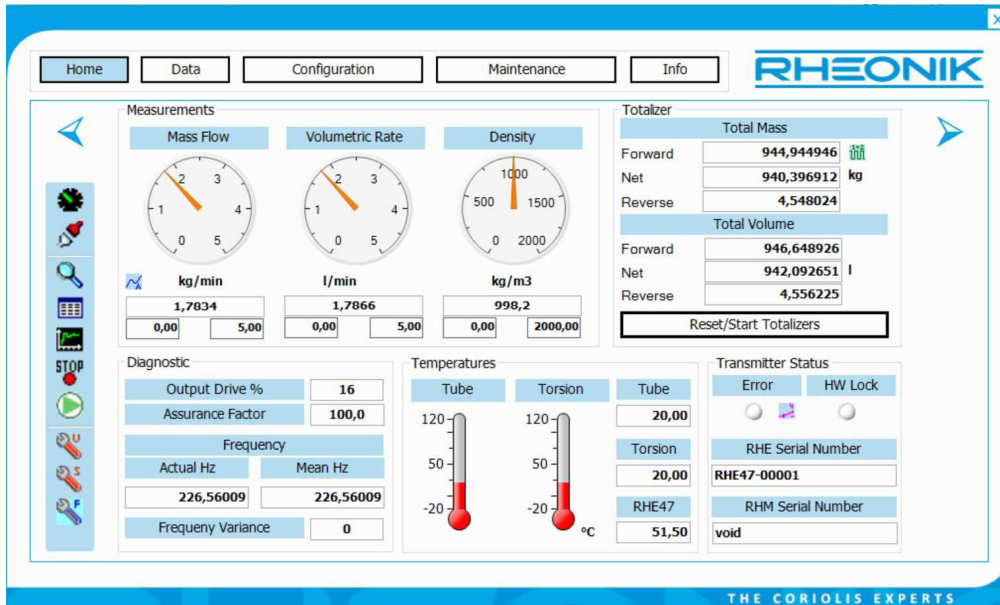 X
Home Data Configuration Maintenance Info RHEONIK
Measurements
Mass Flow Volumetric Rate Density
0 1 2 3 4 5
0 1 2 3 4 5
0 500 1000 1500 2000
kg/min l/min kg/m3
1,7834 1,7866 998,2
0,00 5,00 0,00 5,00 0,00 2000,00
Totalizer
Total Mass
Forward 944,944946
Net 940,396912 kg
Reverse 4,548024
Total Volume
Forward 946,648926
Net 942,092651 l
Reverse 4,556225
Reset/Start Totalizers
STOP
U
S
F
Diagnostic
Output Drive % 16
Assurance Factor 100,0
Frequency
Actual Hz Mean Hz
226,56009 226,56009
Frequeny Variance 0
Temperatures
Tube Torsion Tube
120 120 20,00
50 50 Torsion
20,00
-20 -20 RHE47
°C 51,50
Transmitter Status
Error HW Lock
RHE Serial Number
RHE47-00001
RHM Serial Number
void
THE CORIOLIS EXPERTS